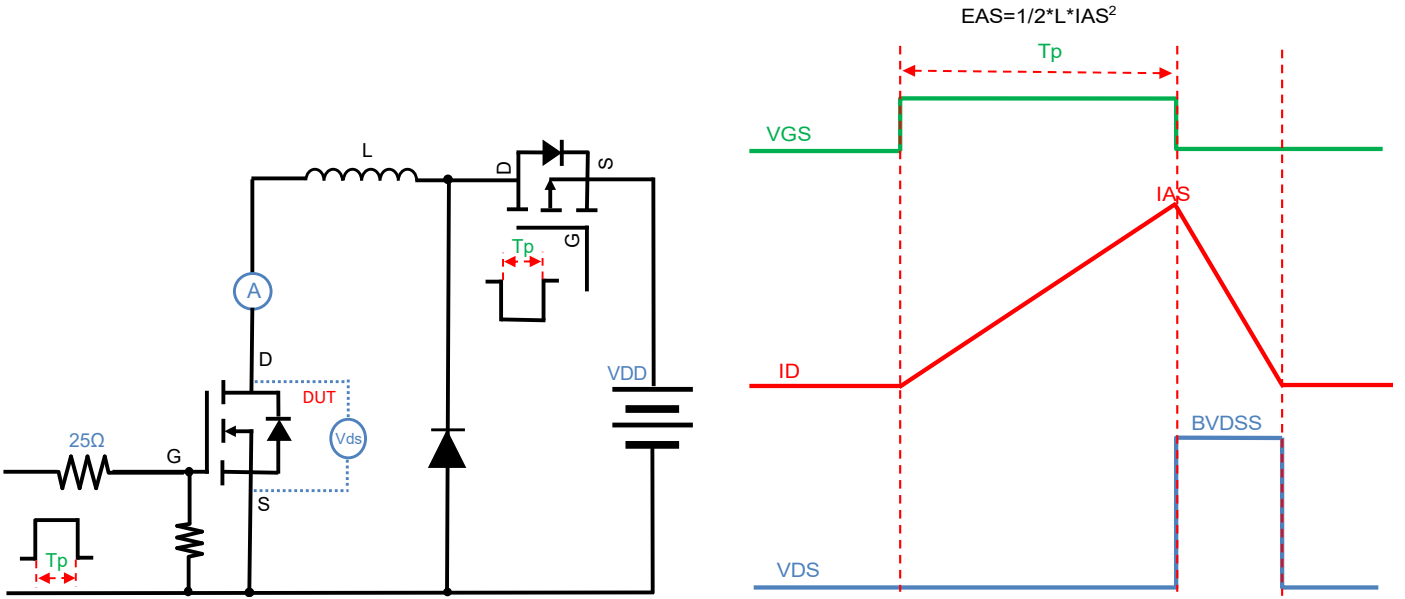 EAS=1/2*L*IAS²
Tp
VGS
L
D
S
G
Tp
IAS
A
D
DUT
Vds
VDD
ID
25Ω
G
S
BVDSS
Tp
VDS